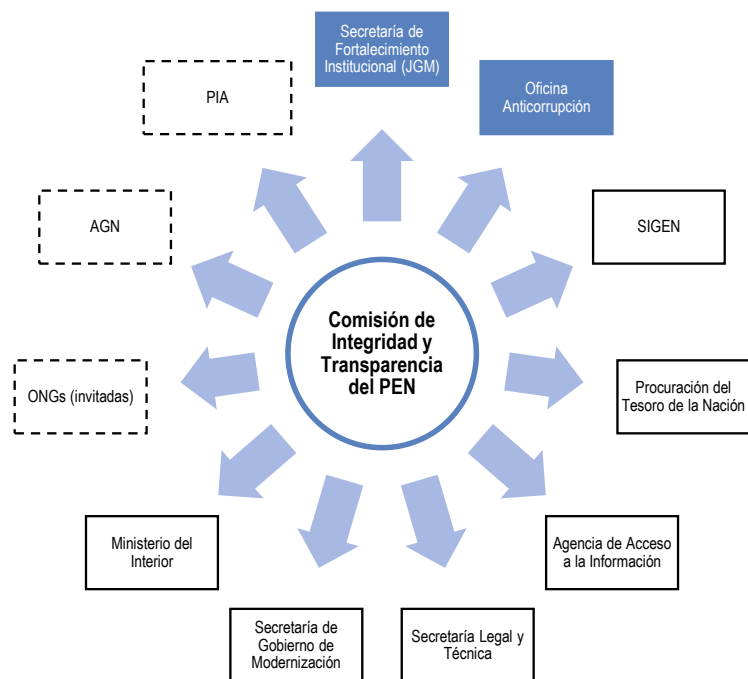 Secretaría de
Fortalecimiento
Institucional (JGM)
Oficina
Anticorrupción
SIGEN
Procuración del
Tesoro de la Nación
Agencia de Acceso
a la Información
Secretaría Legal y
Técnica
Secretaría de
Gobierno de
Modernización
Ministerio del
Interior
ONGs (invitadas)
AGN
PIA
Comisión de
Integridad y
Transparencia
del PEN